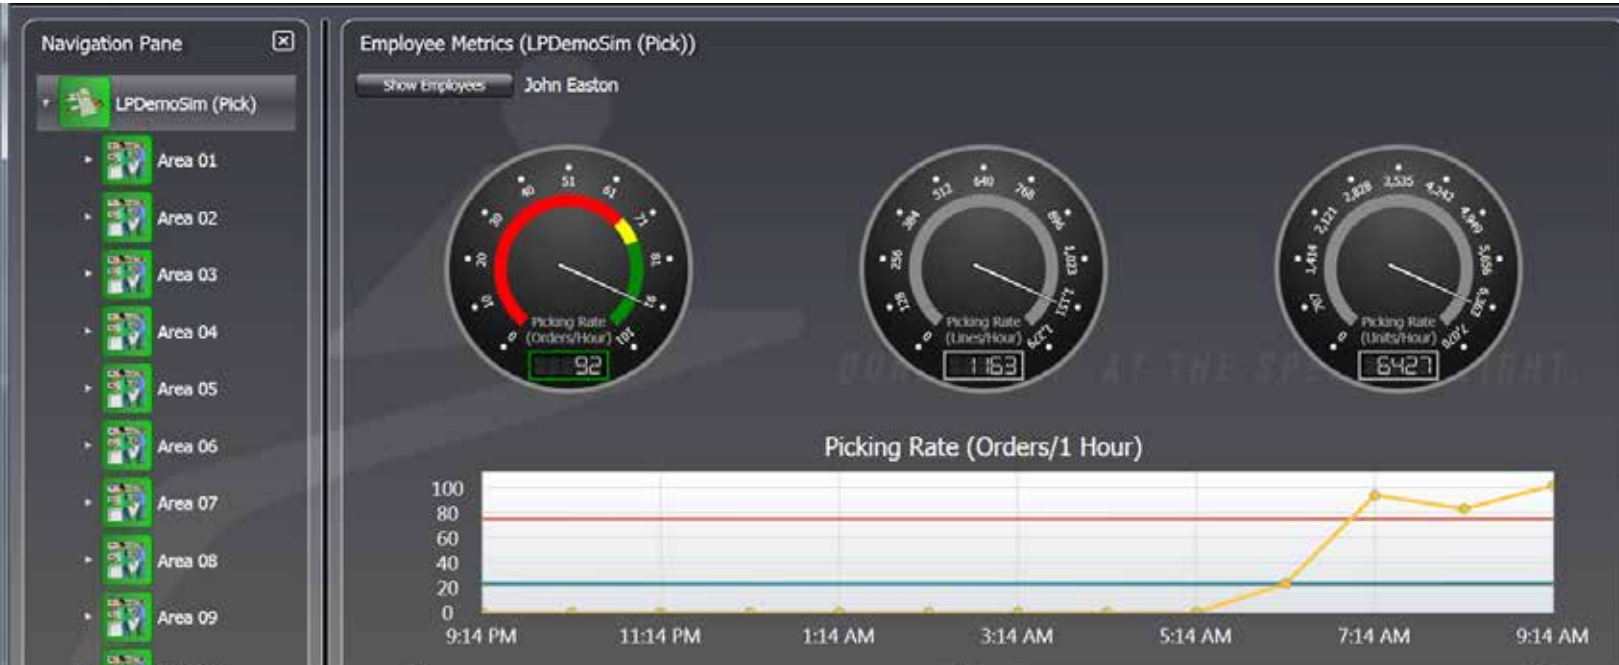 Navigation Pane
LPDemoSim (Pick)
Area 01
Area 02
Area 03
Area 04
Area 05
Area 06
Area 07
Area 08
Area 09
Employee Metrics (LPDemoSim (Pick))
Show Employees John Easton
0 10 20 30 40 51 61 71 81 91 101
Picking Rate
(Orders/Hour)
92
0 128 256 384 512 640 768 896 1,023 1,151 1,279
Picking Rate
(Lines/Hour)
1163
0 707 1,414 2,121 2,828 3,535 4,242 4,949 5,656 6,363 7,070
Picking Rate
(Units/Hour)
6427
AT THE
Picking Rate (Orders/1 Hour)
100
80
60
40
20
0
9:14 PM 11:14 PM 1:14 AM 3:14 AM 5:14 AM 7:14 AM 9:14 AM